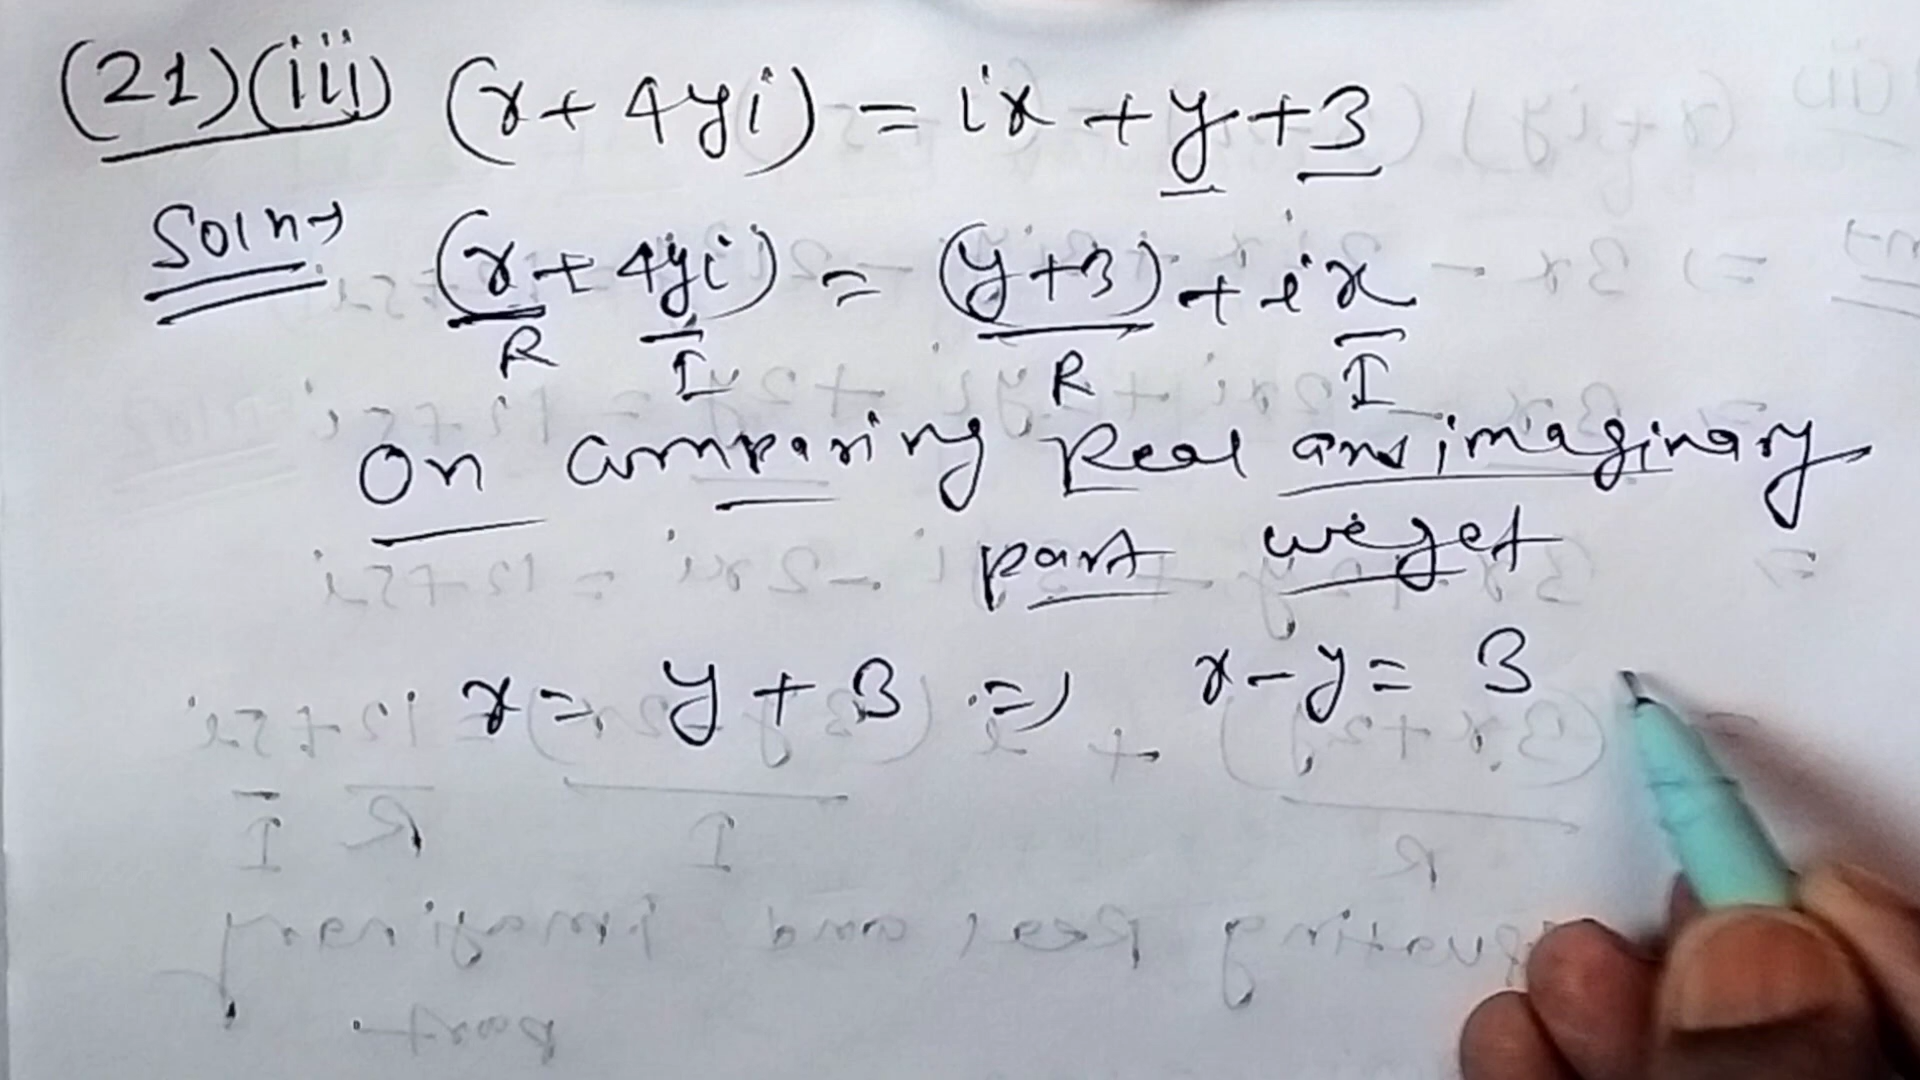 (21)(iii) (x + 4yi) = ix + y + 3
Soln→ (x + 4yi) = (y+3) + ix
R I R I
On comparing Real and imaginary
part we get
x = y + 3 => x - y = 3